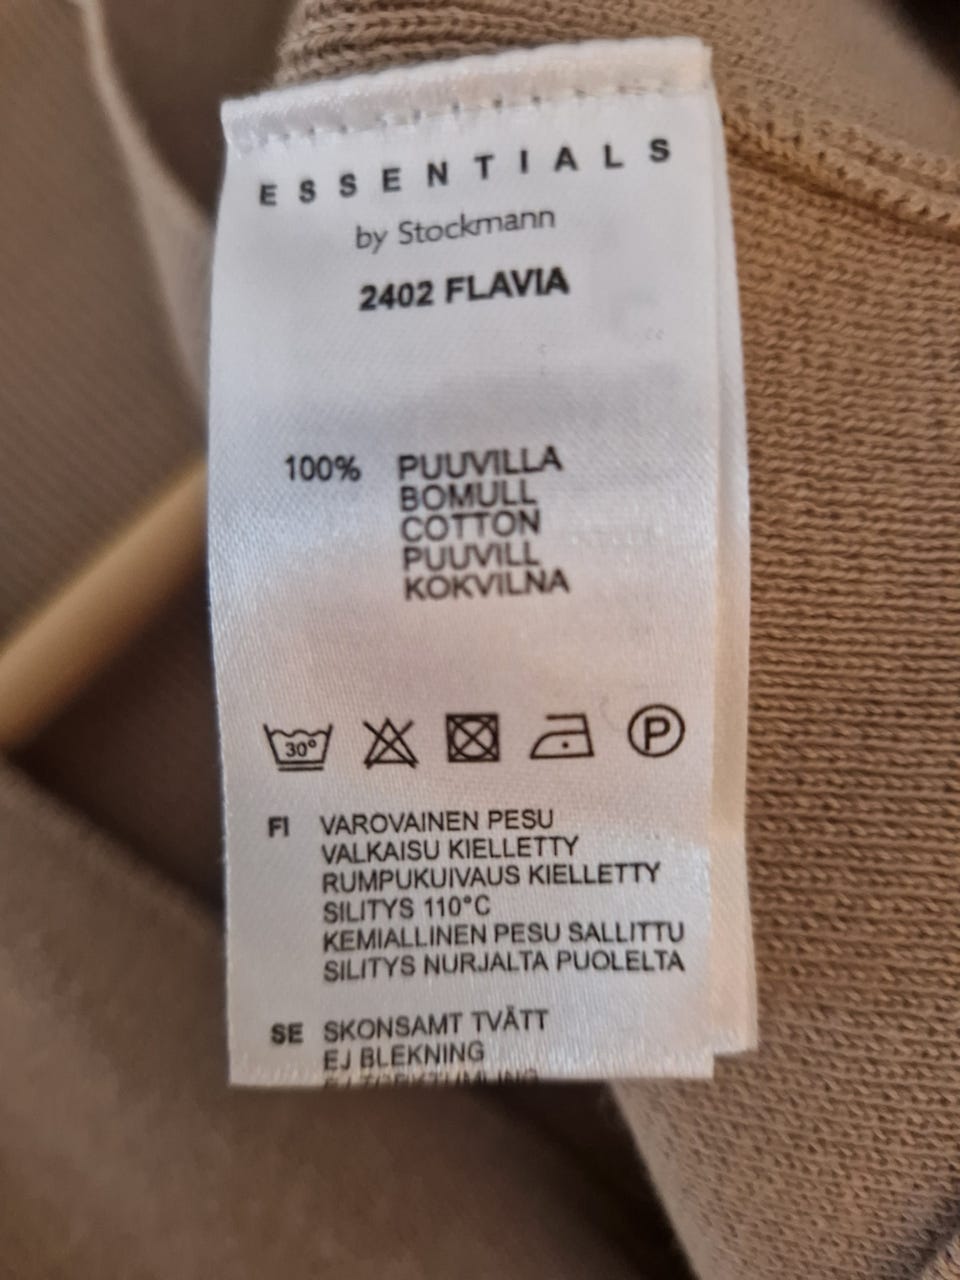 ESSENTIALS
by Stockmann
2402 FLAVIA
100% PUUVILLA
BOMULL
COTTON
PUUVILL
KOKVILNA
30°
P
FI VAROVAINEN PESU
VALKAISU KIELLETTY
RUMPUKUIVAUS KIELLETTY
SILITYS 110°C
KEMIALLINEN PESU SALLITTU
SILITYS NURJALTA PUOLELTA
SE SKONSAMT TVÄTT
EJ BLEKNING